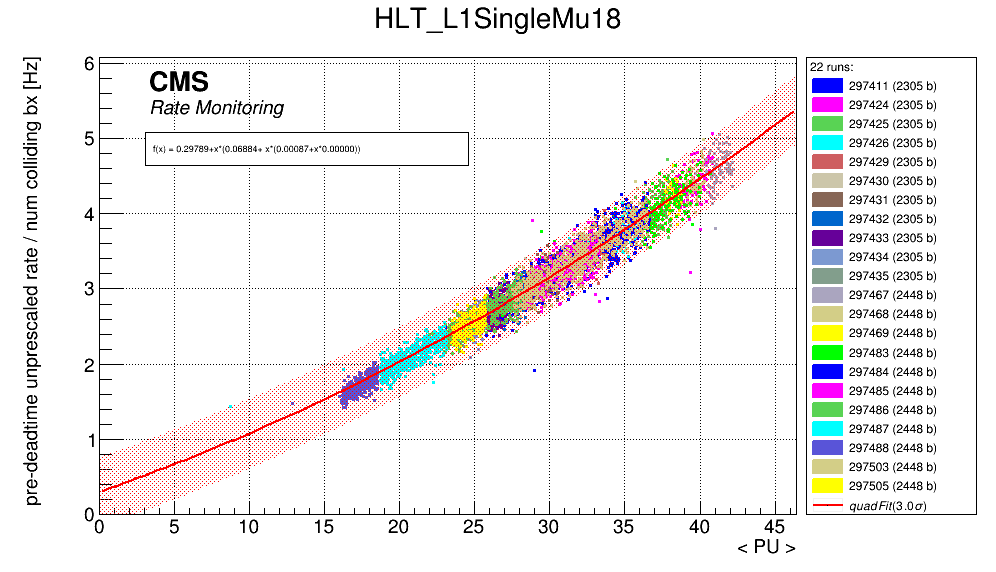 HLT_L1SingleMu18
pre-deadtime unprescaled rate / num colliding bx [Hz]
6
5
4
3
2
1
0
CMS
Rate Monitoring
f(x) = 0.29789+x*(0.06884+ x*(0.00087+x*0.00000))
0 5 10 15 20 25 30 35 40 45
< PU >
22 runs:
297411 (2305 b)
297424 (2305 b)
297425 (2305 b)
297426 (2305 b)
297429 (2305 b)
297430 (2305 b)
297431 (2305 b)
297432 (2305 b)
297433 (2305 b)
297434 (2305 b)
297435 (2305 b)
297467 (2448 b)
297468 (2448 b)
297469 (2448 b)
297483 (2448 b)
297484 (2448 b)
297485 (2448 b)
297486 (2448 b)
297487 (2448 b)
297488 (2448 b)
297503 (2448 b)
297505 (2448 b)
quadFit(3.0σ)